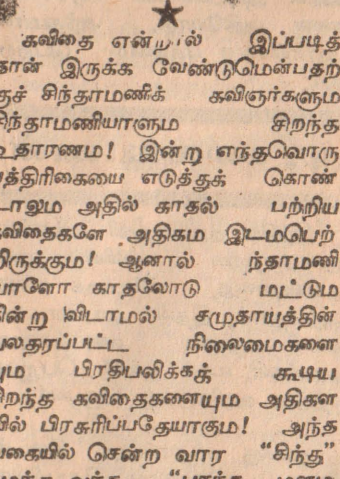 கவிதை என்றால் இப்படித்
தான் இருக்க வேண்டுமென்பதற்
குச் சிந்தாமணிக் கவிஞர்களும
சிந்தாமணியாளும சிறந்த
உதாரணம! இன்று எந்தவொரு
பத்திரிகையை எடுத்துக் கொண்
டாலும அதில் காதல் பற்றிய
கவிதைகளே அதிகம இடமபெற்
றிருக்கும! ஆனால் ந்தாமணி
யாளோ காதலோடு மட்டும
நின்று விடாமல் சமுதாயத்தின்
பலதரப்பட்ட நிலைமைகளை
யும பிரதிபலிக்கக் கூடிய
சிறந்த கவிதைகளையும அதிகள
வில் பிரசுரிப்பதேயாகும! அந்த
வகையில் சென்ற வார "சிந்து"